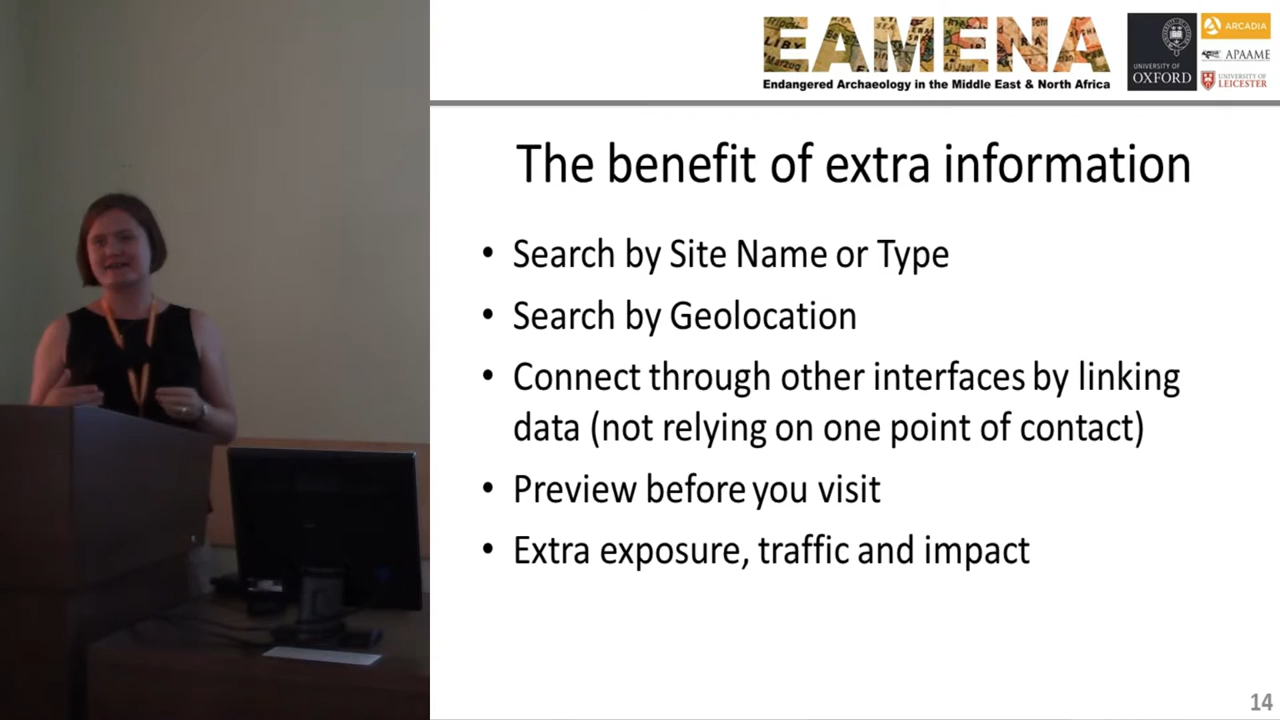 EAMENA
Endangered Archaeology in the Middle East & North Africa
UNIVERSITY OF
OXFORD
ARCADIA
APAAME
UNIVERSITY OF
LEICESTER
The benefit of extra information
• Search by Site Name or Type
• Search by Geolocation
• Connect through other interfaces by linking
data (not relying on one point of contact)
• Preview before you visit
• Extra exposure, traffic and impact
14